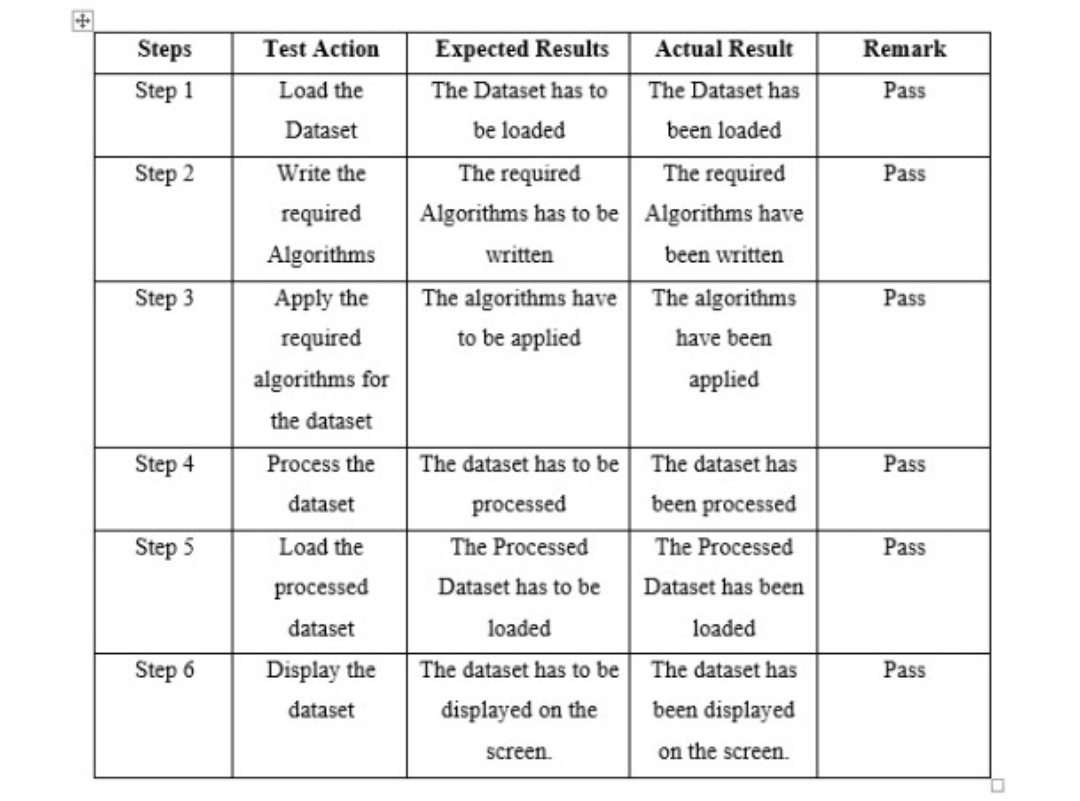 Steps Test Action Expected Results Actual Result Remark
Step 1 Load the The Dataset has to The Dataset has Pass
Dataset be loaded been loaded
Step 2 Write the The required The required Pass
required Algorithms has to be Algorithms have
Algorithms written been written
Step 3 Apply the The algorithms have The algorithms Pass
required to be applied have been
algorithms for applied
the dataset
Step 4 Process the The dataset has to be The dataset has Pass
dataset processed been processed
Step 5 Load the The Processed The Processed Pass
processed Dataset has to be Dataset has been
dataset loaded loaded
Step 6 Display the The dataset has to be The dataset has Pass
dataset displayed on the been displayed
screen. on the screen.